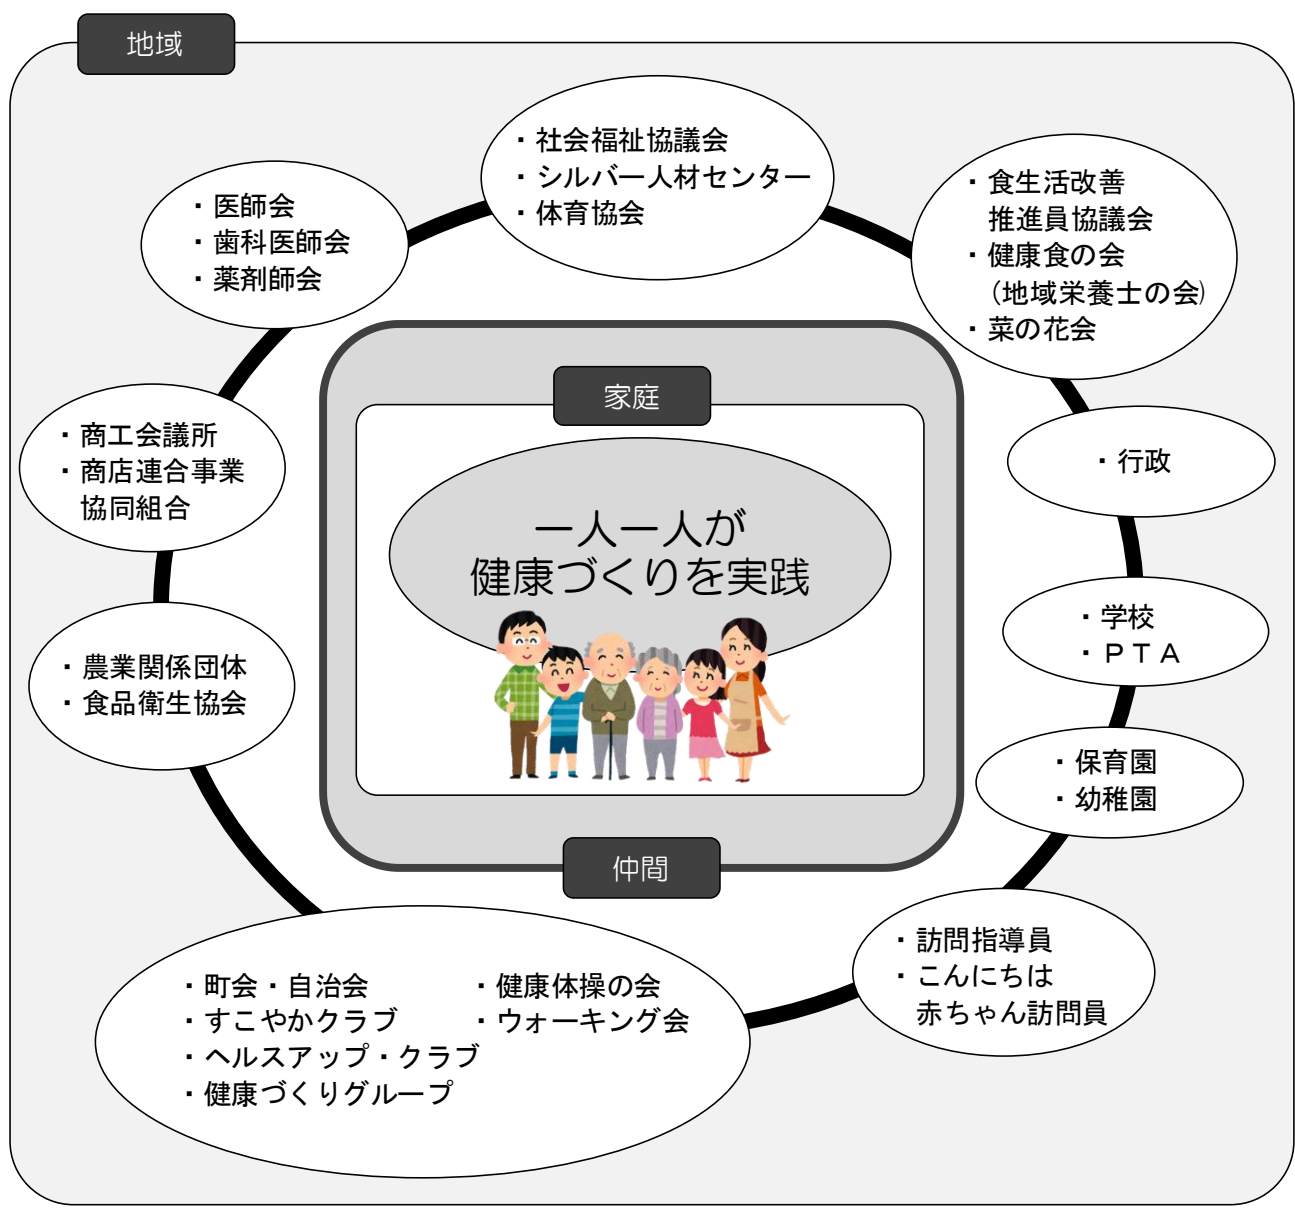 地域
・社会福祉協議会
・シルバー人材センター
・体育協会
・食生活改善
推進員協議会
・健康食の会
（地域栄養士の会）
・菜の花会
・行政
・学校
・ＰＴＡ
・保育園
・幼稚園
・訪問指導員
・こんにちは
赤ちゃん訪問員
・町会・自治会
・すこやかクラブ
・ヘルスアップ・クラブ
・健康づくりグループ
・健康体操の会
・ウォーキング会
・農業関係団体
・食品衛生協会
・商工会議所
・商店連合事業
協同組合
・医師会
・歯科医師会
・薬剤師会
家庭
一人一人が
健康づくりを実践
仲間